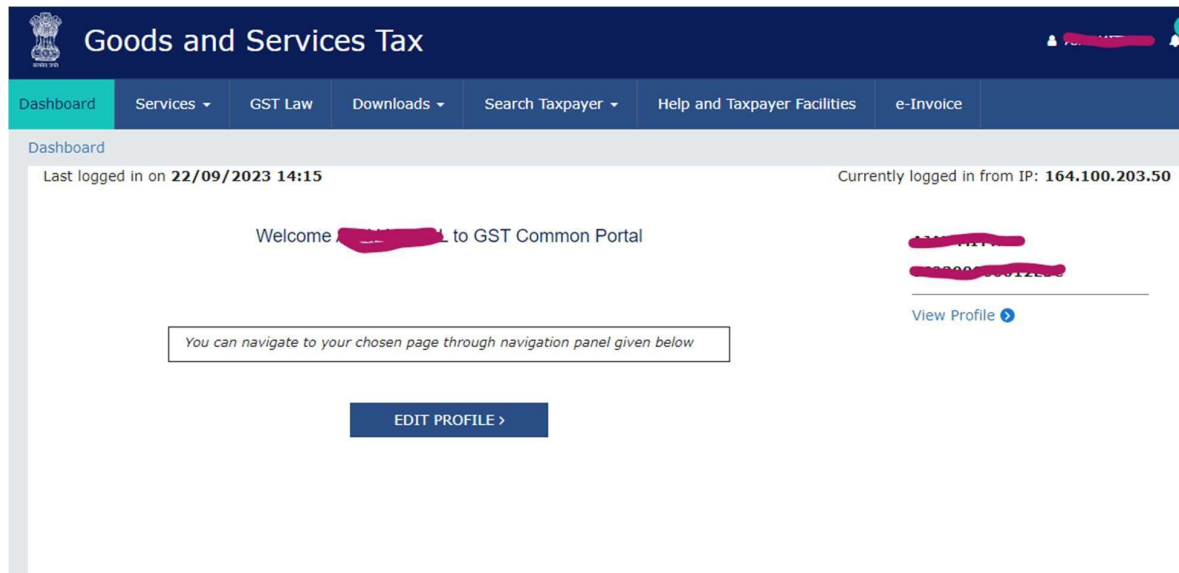 Goods and Services Tax
Dashboard Services GST Law Downloads Search Taxpayer Help and Taxpayer Facilities e-Invoice
Dashboard
Last logged in on 22/09/2023 14:15 Currently logged in from IP: 164.100.203.50
Welcome to GST Common Portal
View Profile
You can navigate to your chosen page through navigation panel given below
EDIT PROFILE >